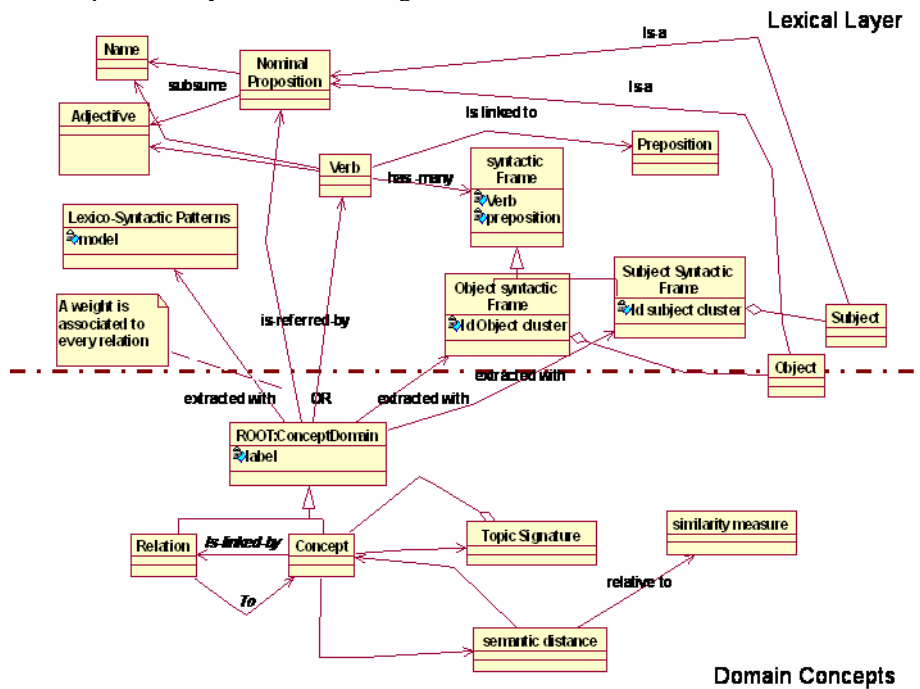 Lexical Layer
Is-a
Name
Nominal
Proposition
subsume
Is-a
Adjectifve
Is linked to
Verb
Preposition
has -many
syntactic
Frame
Verb
preposition
Lexico-Syntactic Patterns
model
Object syntactic
Frame
Id Object cluster
Subject Syntactic
Frame
Id subject cluster
Subject
A weight is
associated to
every relation
is-referred-by
Object
extracted with
OR
extracted with
extracted with
ROOT:ConceptDomain
label
Relation
Is-linked-by
Concept
Topic Signature
similarity measure
To
relative to
semantic distance
Domain Concepts